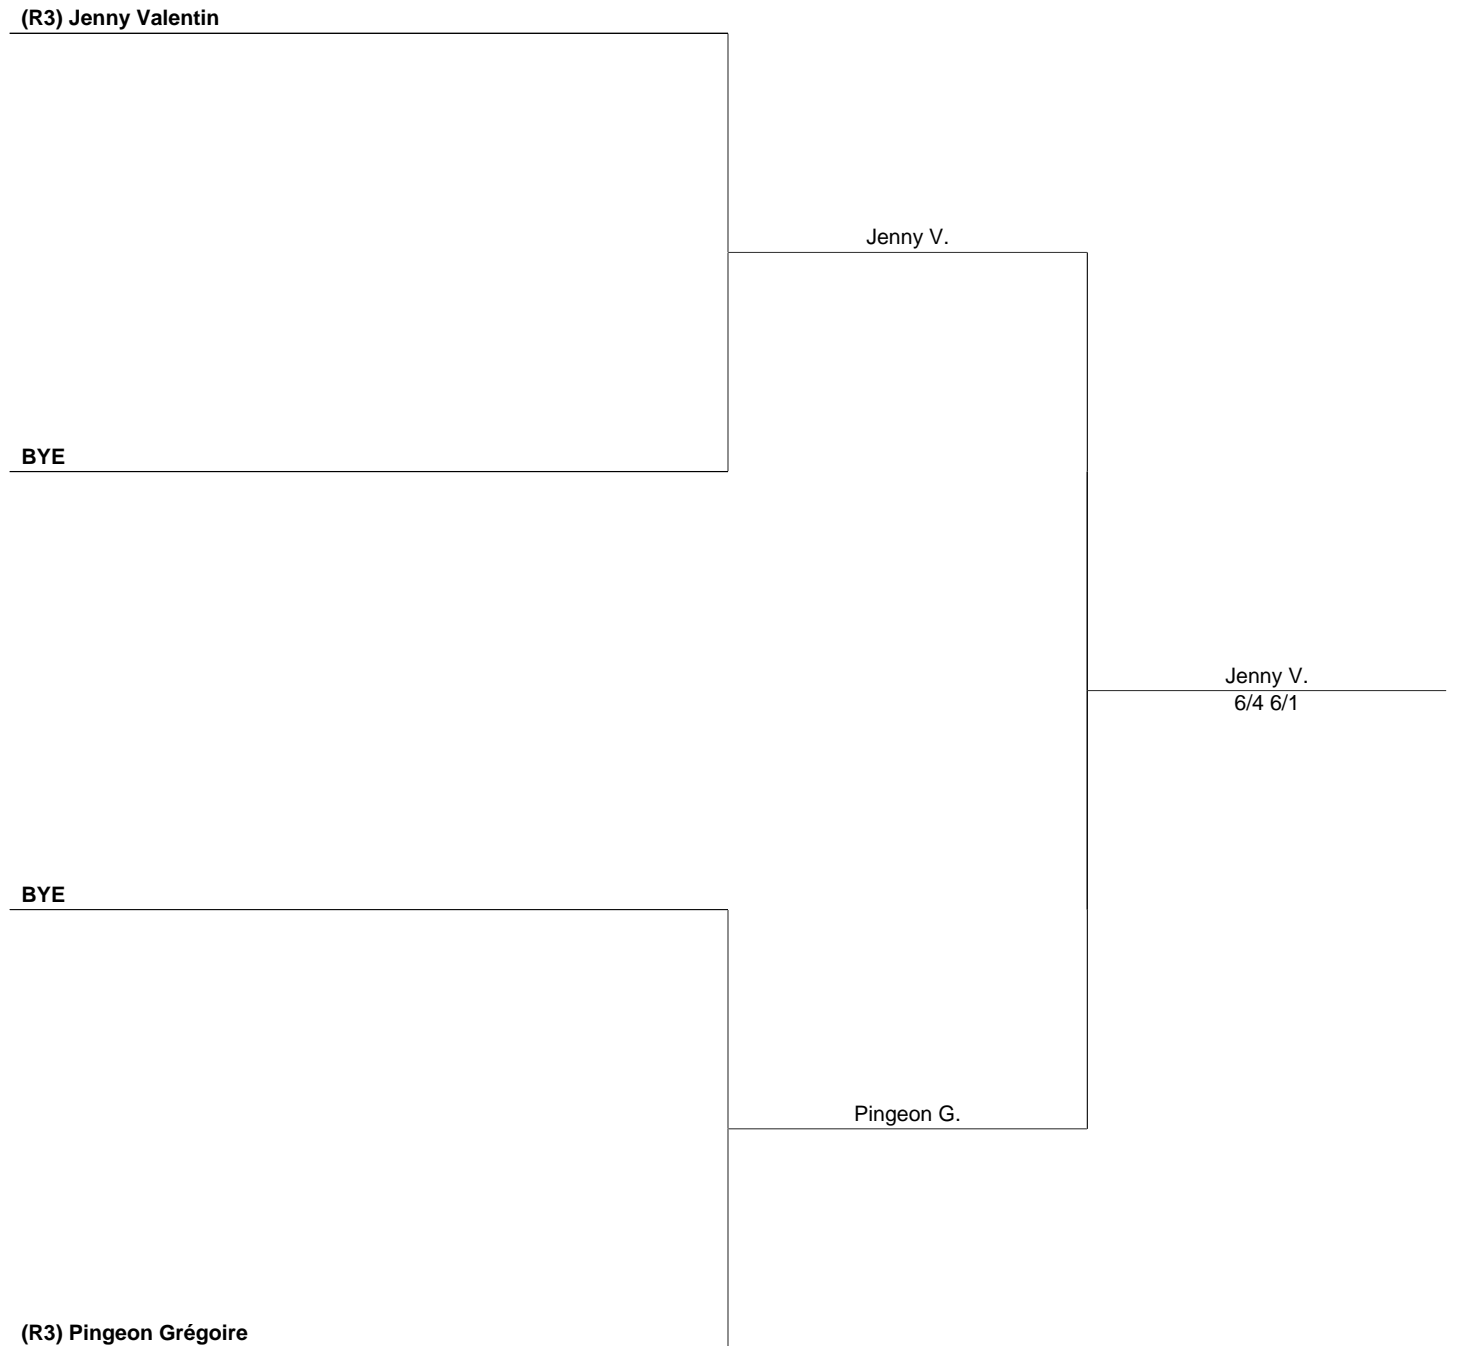 (R3) Jenny Valentin
Jenny V.
BYE
Jenny V.
6/4 6/1
BYE
Pingeon G.
(R3) Pingeon Grégoire